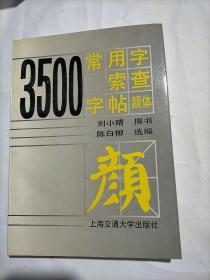 3500
常用字
索查
字帖 颜体
刘小晴 撰书
陈白柳 选编
顏
上海交通大学出版社